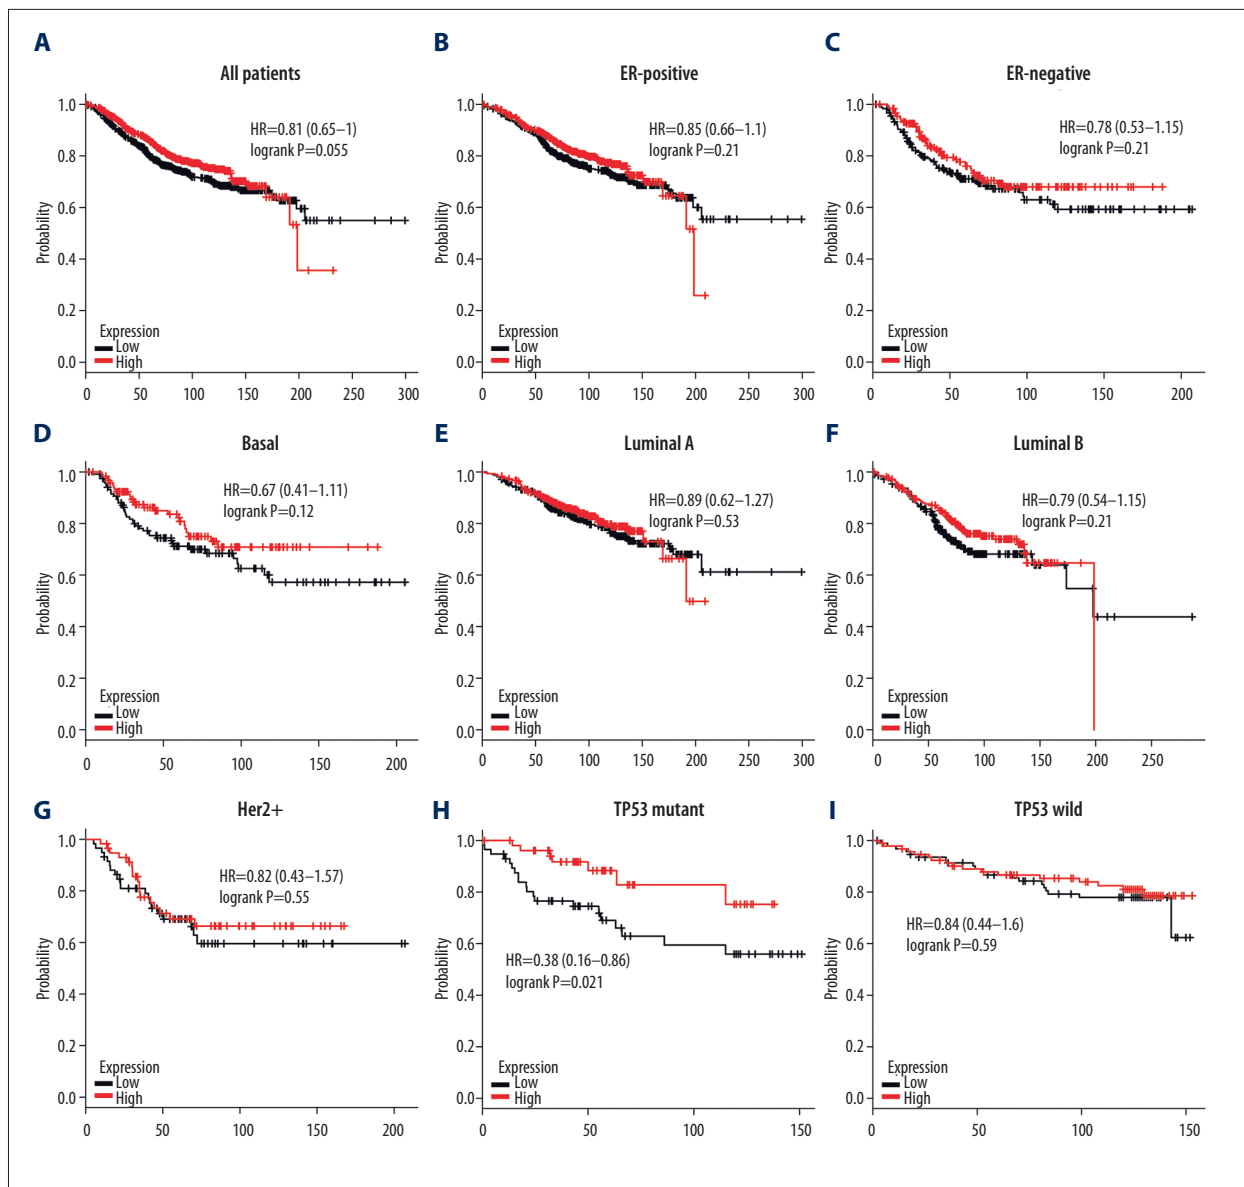 A
All patients
1.0
0.8
0.6
0.4
0.2
0.0
Probability
HR=0.81 (0.65–1)
logrank P=0.055
Expression
Low
High
0 50 100 150 200 250 300
B
ER-positive
1.0
0.8
0.6
0.4
0.2
0.0
Probability
HR=0.85 (0.66–1.1)
logrank P=0.21
Expression
Low
High
0 50 100 150 200 250 300
C
ER-negative
1.0
0.8
0.6
0.4
0.2
0.0
Probability
HR=0.78 (0.53–1.15)
logrank P=0.21
Expression
Low
High
0 50 100 150 200
D
Basal
1.0
0.8
0.6
0.4
0.2
0.0
Probability
HR=0.67 (0.41–1.11)
logrank P=0.12
Expression
Low
High
0 50 100 150 200
E
Luminal A
1.0
0.8
0.6
0.4
0.2
0.0
Probability
HR=0.89 (0.62–1.27)
logrank P=0.53
Expression
Low
High
0 50 100 150 200 250 300
F
Luminal B
1.0
0.8
0.6
0.4
0.2
0.0
Probability
HR=0.79 (0.54–1.15)
logrank P=0.21
Expression
Low
High
0 50 100 150 200 250
G
Her2+
1.0
0.8
0.6
0.4
0.2
0.0
Probability
HR=0.82 (0.43–1.57)
logrank P=0.55
Expression
Low
High
0 50 100 150 200
H
TP53 mutant
1.0
0.8
0.6
0.4
0.2
0.0
Probability
HR=0.38 (0.16–0.86)
logrank P=0.021
Expression
Low
High
0 50 100 150
I
TP53 wild
1.0
0.8
0.6
0.4
0.2
0.0
Probability
HR=0.84 (0.44–1.6)
logrank P=0.59
Expression
Low
High
0 50 100 150